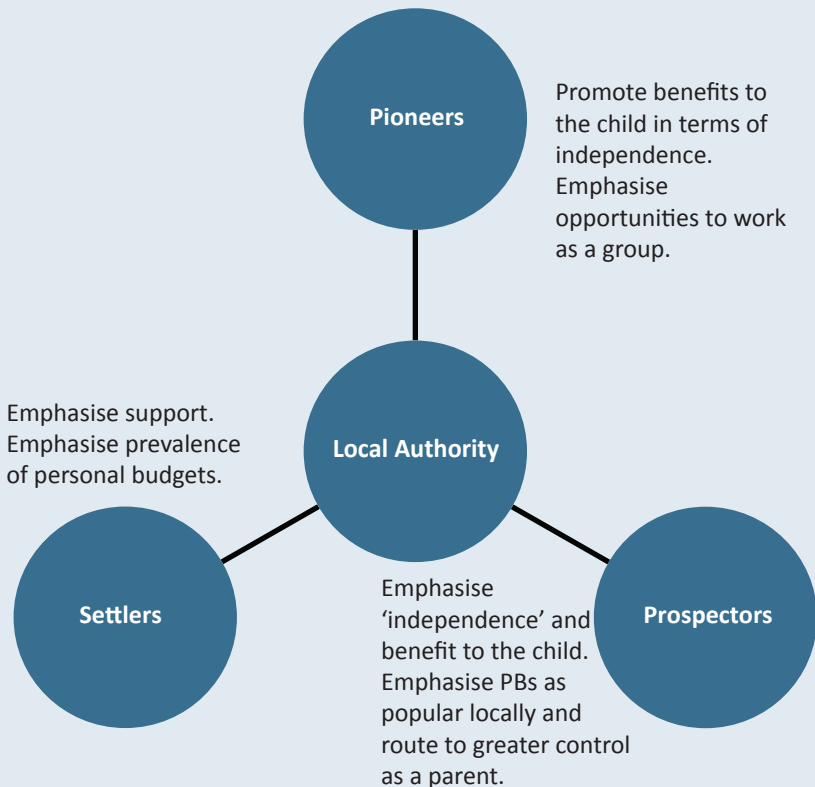 Pioneers
Promote benefits to
the child in terms of
independence.
Emphasise
opportunities to work
as a group.
Local Authority
Emphasise support.
Emphasise prevalence
of personal budgets.
Settlers
Emphasise
‘independence’ and
benefit to the child.
Emphasise PBs as
popular locally and
route to greater control
as a parent.
Prospectors